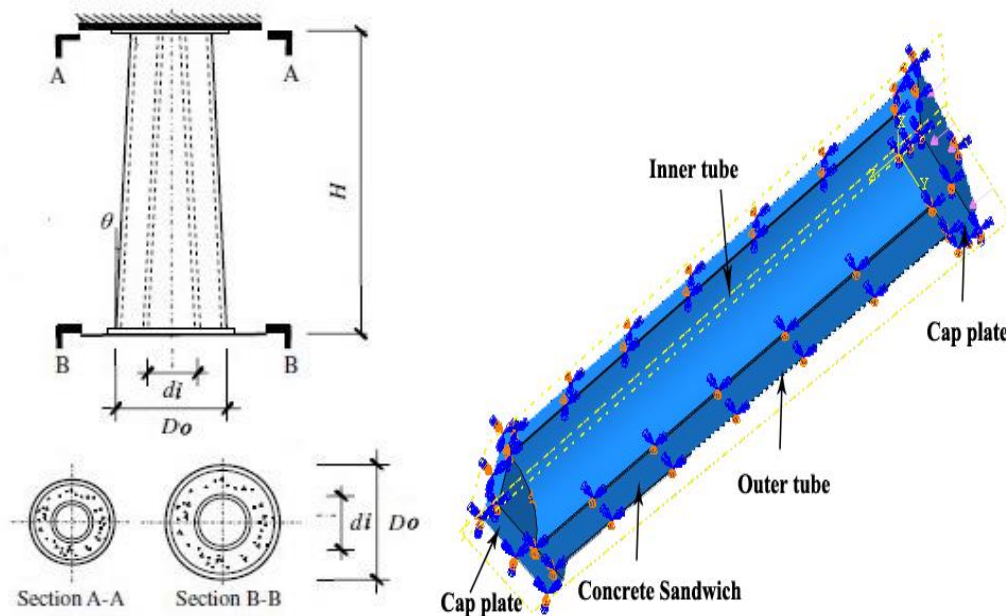 A
A
H
θ
B
B
di
Do
di
Do
Section A-A
Section B-B
Inner tube
Cap plate
Outer tube
Concrete Sandwich
Cap plate
Y